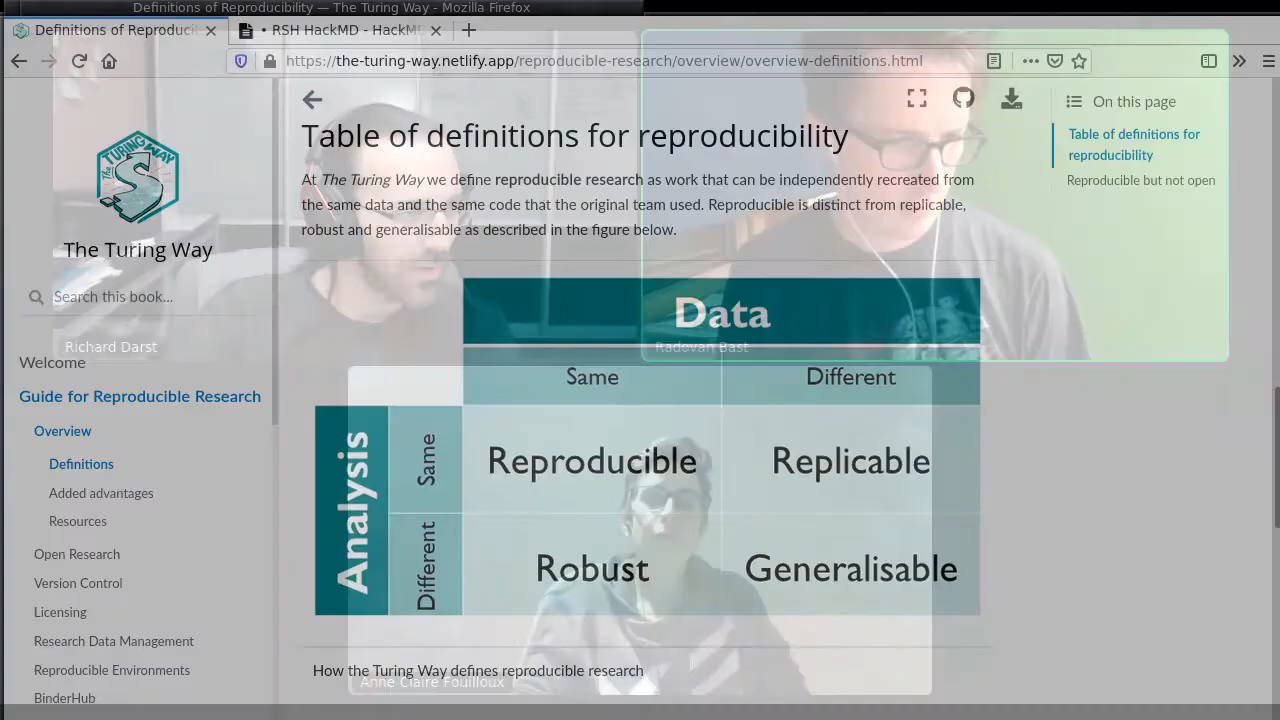 Definitions of Reproducibility — The Turing Way - Mozilla Firefox
Definitions of Reproducibil
• RSH HackMD - HackMD
https://the-turing-way.netlify.app/reproducible-research/overview/overview-definitions.html
On this page
Table of definitions for
reproducibility
Reproducible but not open
THE TURING WAY
The Turing Way
Search this book...
Welcome
Guide for Reproducible Research
Overview
Definitions
Added advantages
Resources
Open Research
Version Control
Licensing
Research Data Management
Reproducible Environments
BinderHub
Table of definitions for reproducibility
At The Turing Way we define reproducible research as work that can be independently recreated from
the same data and the same code that the original team used. Reproducible is distinct from replicable,
robust and generalisable as described in the figure below.
Data
Same
Different
Analysis
Same
Reproducible
Replicable
Different
Robust
Generalisable
How the Turing Way defines reproducible research
Richard Darst
Radovan Bast
Anne Claire Fouilloux